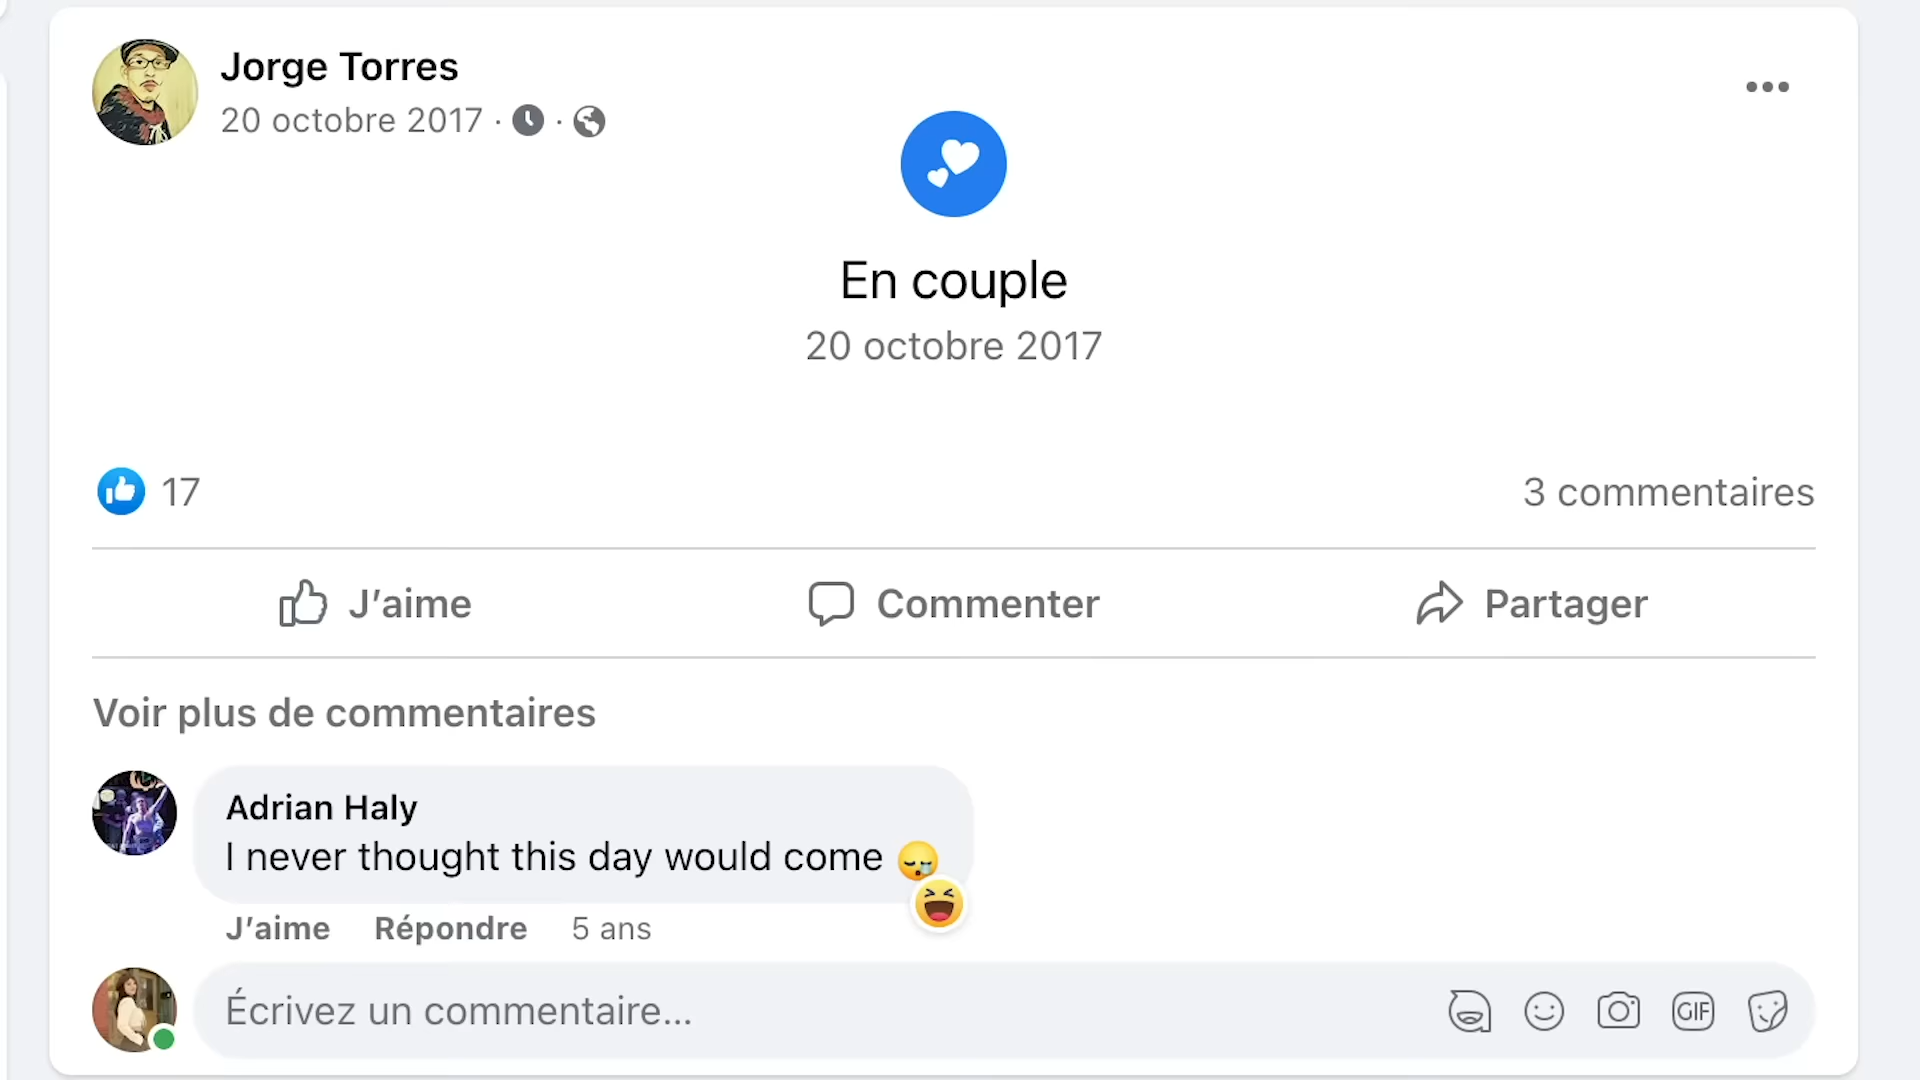 Jorge Torres
20 octobre 2017 · ·
En couple
20 octobre 2017
17
3 commentaires
J’aime
Commenter
Partager
Voir plus de commentaires
Adrian Haly
I never thought this day would come 😪
J’aime Répondre 5 ans
Écrivez un commentaire...
GIF